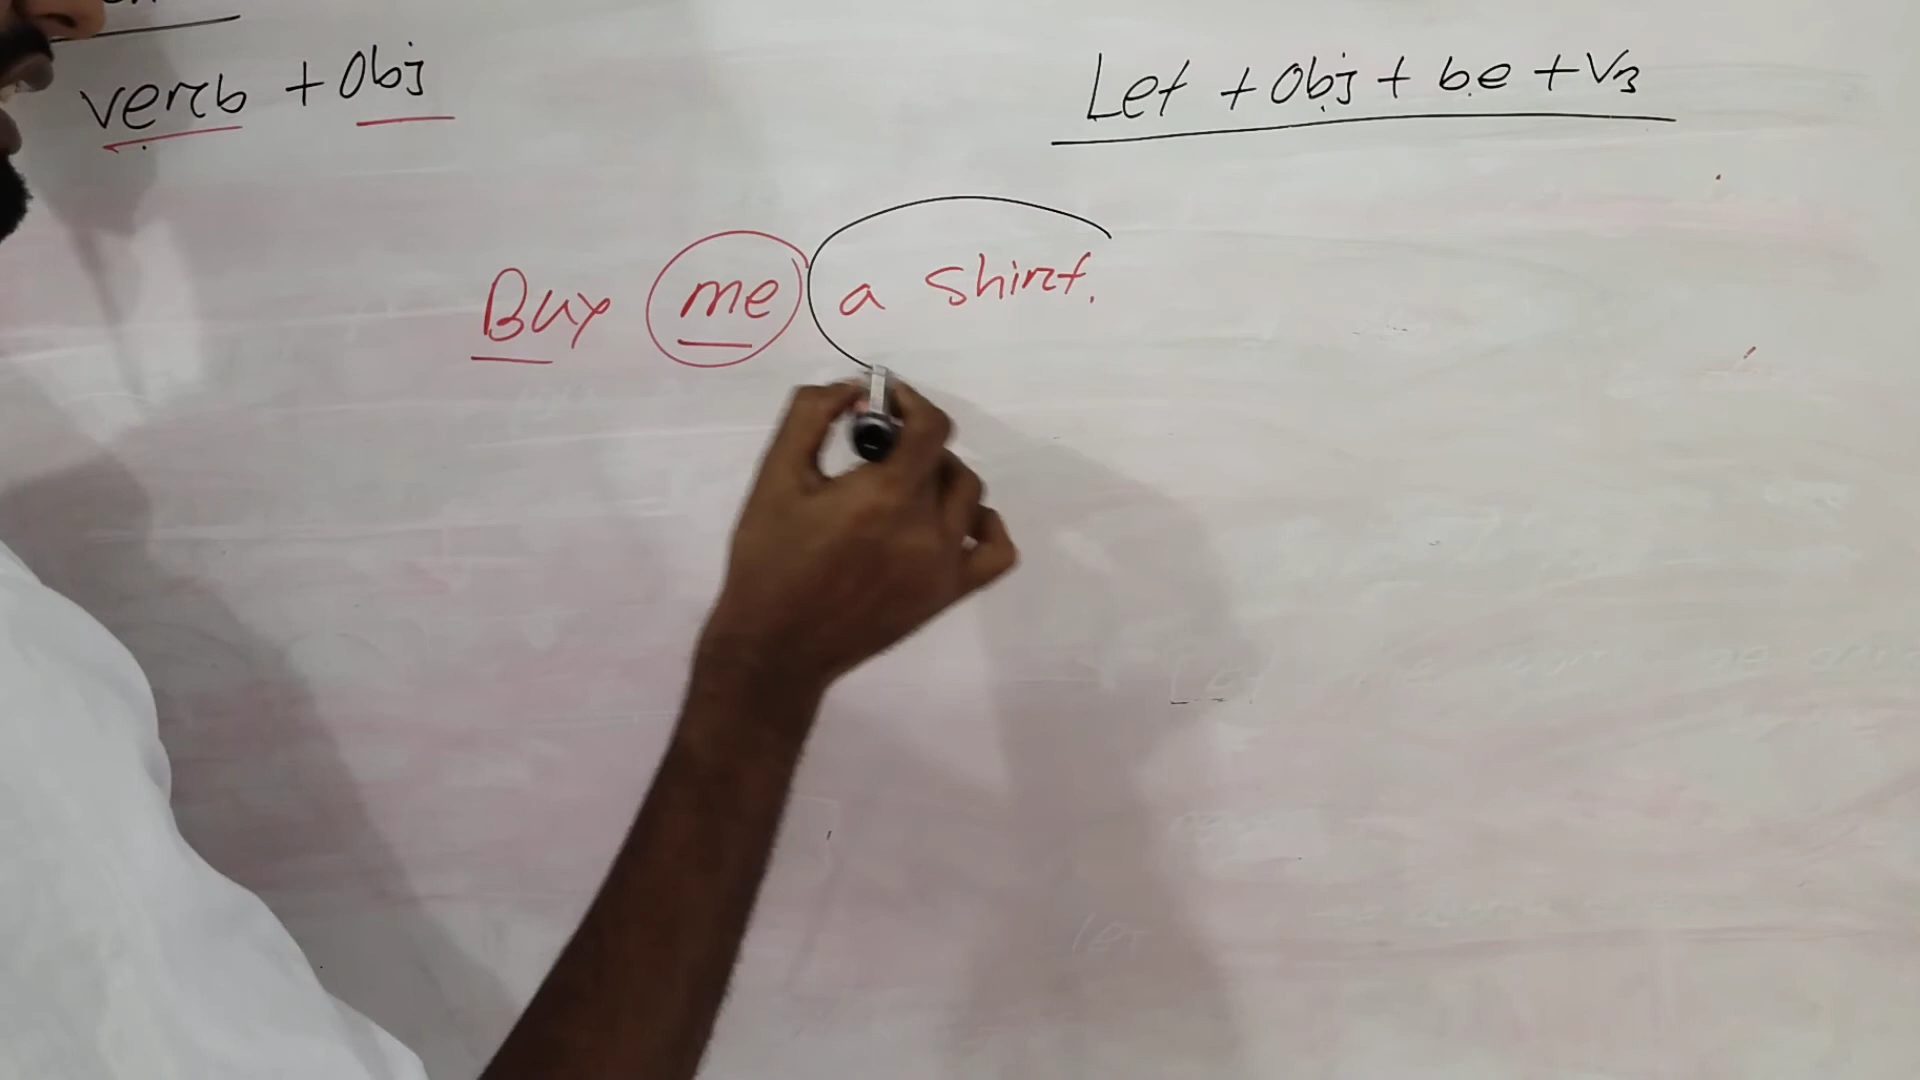 verb + Obj
Let + Obj + be + V3
Buy me a shirt.